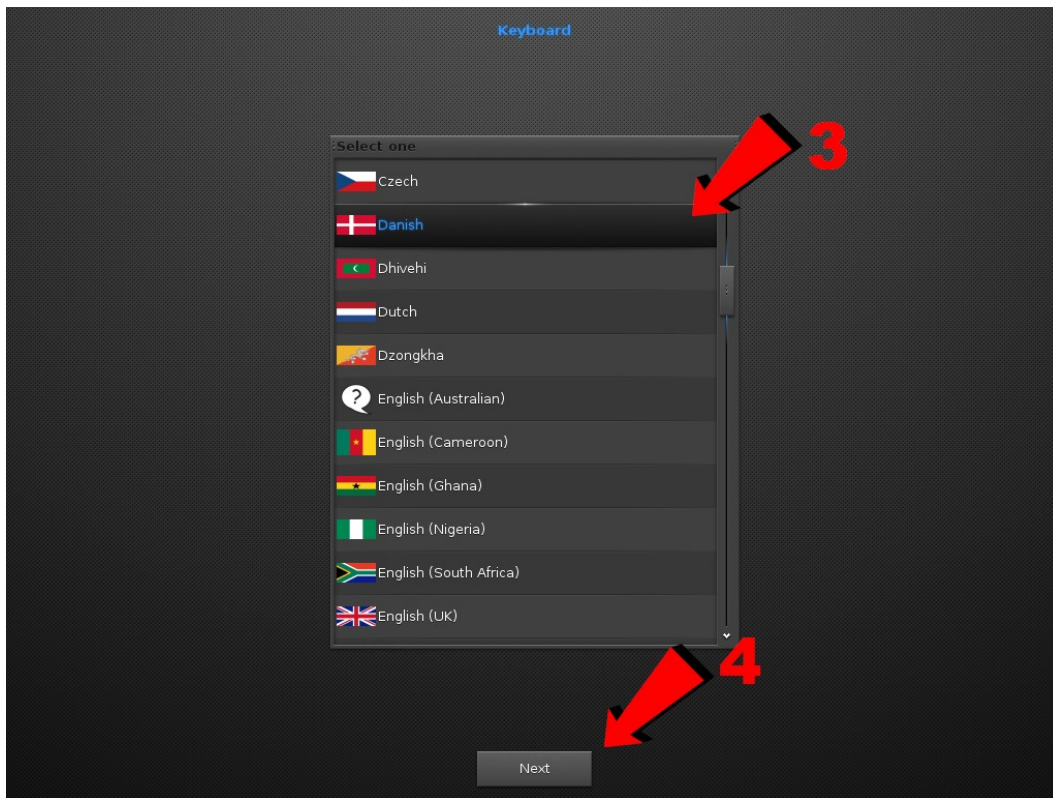 Keyboard
3
Select one
Czech
Danish
Dhivehi
Dutch
Dzongkha
? English (Australian)
English (Cameroon)
English (Ghana)
English (Nigeria)
English (South Africa)
English (UK)
4
Next